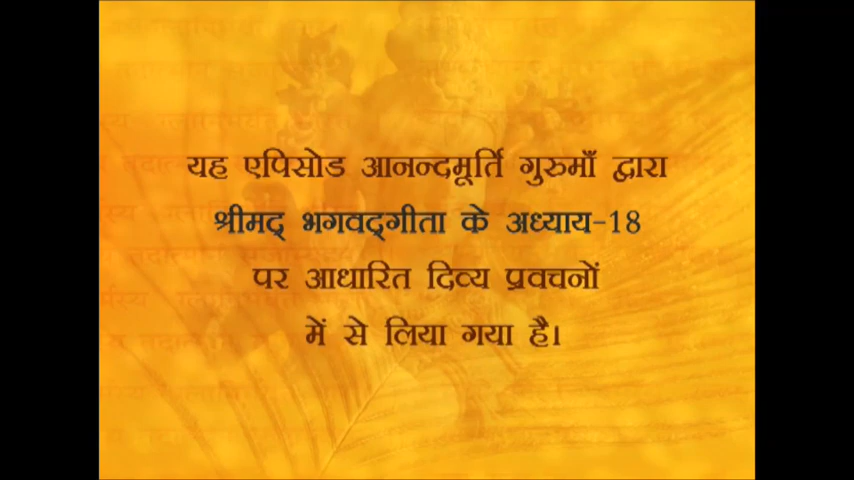 यह एपिसोड आनन्दमूर्ति गुरुमाँ द्वारा
श्रीमद् भगवद्गीता के अध्याय-18
पर आधारित दिव्य प्रवचनों
में से लिया गया है।